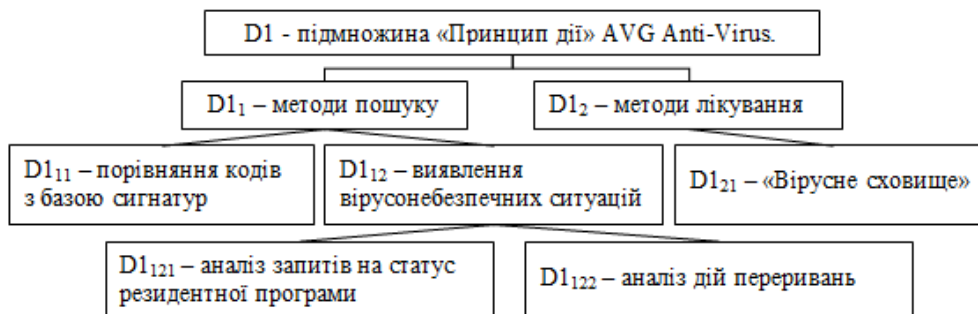 D1 - підмножина «Принцип дії» AVG Anti-Virus.
D1₁ – методи пошуку
D1₂ – методи лікування
D1₁₁ – порівняння кодів
з базою сигнатур
D1₁₂ – виявлення
вірусонебезпечних ситуацій
D1₂₁ – «Вірусне сховище»
D1₁₂₁ – аналіз запитів на статус
резидентної програми
D1₁₂₂ – аналіз дій переривань